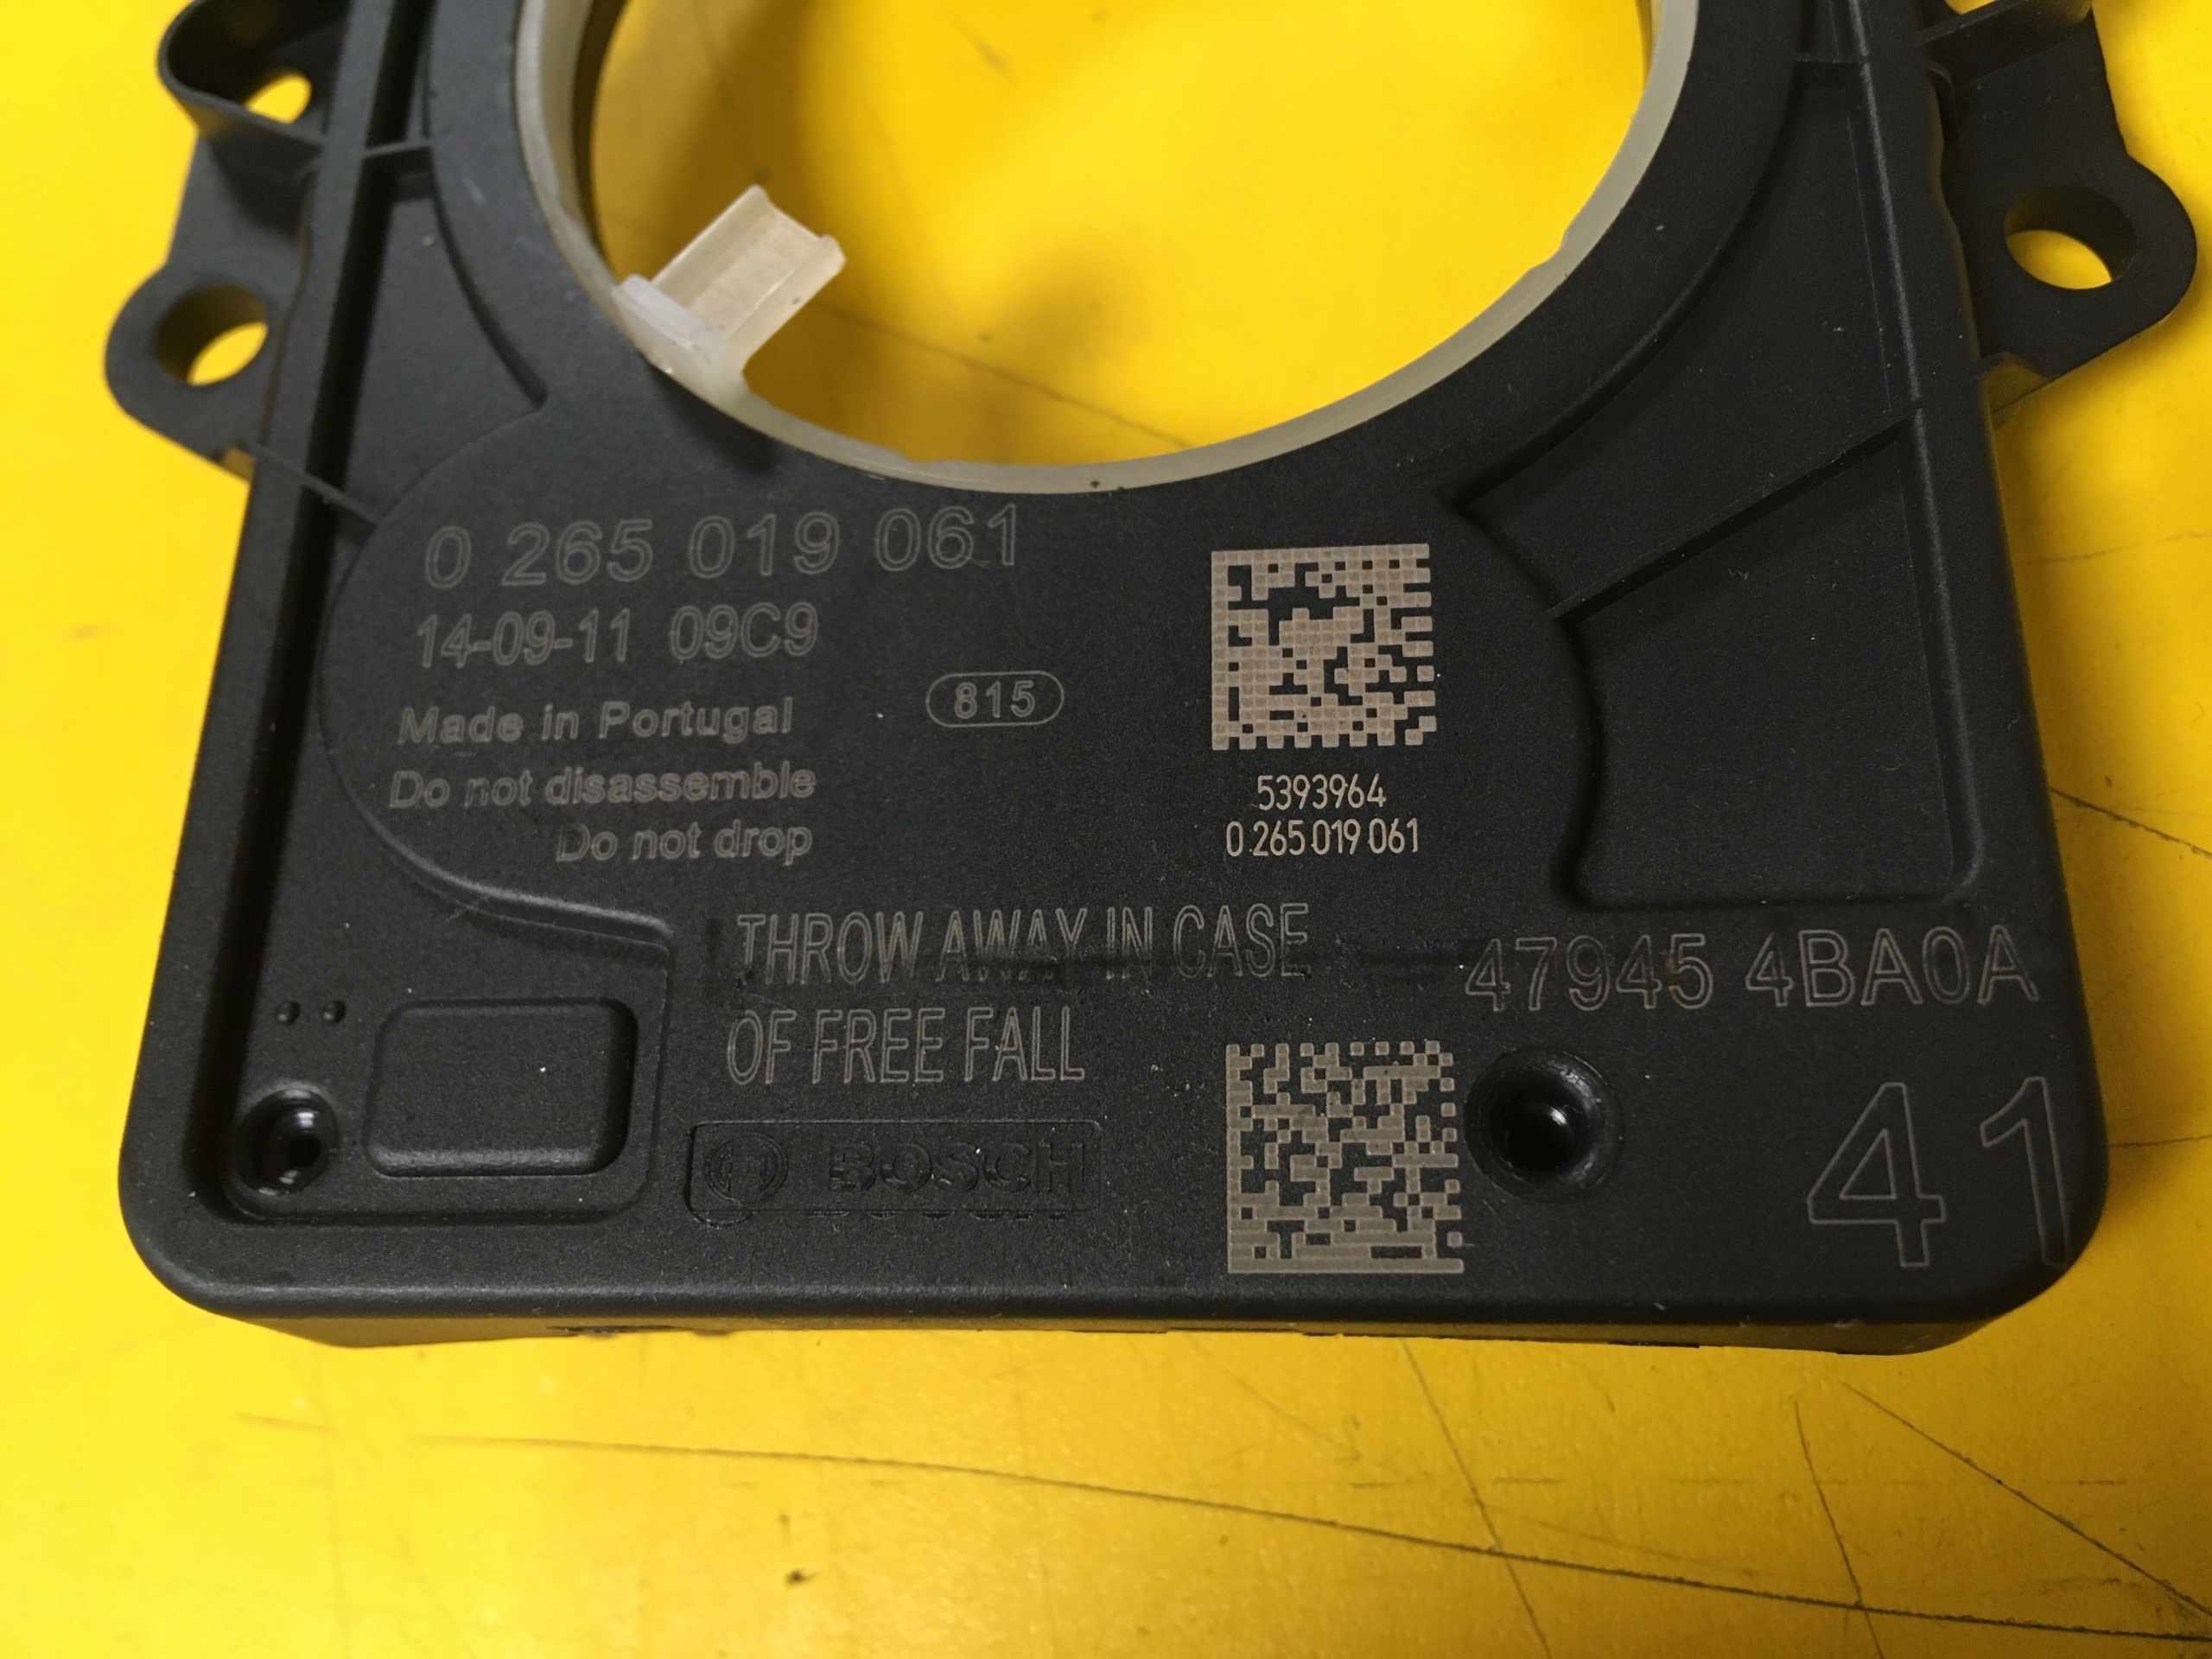 0 265 019 061
14-09-11 09C9
Made in Portugal
815
Do not disassemble
Do not drop
5393964
0 265 019 061
THROW AWAY IN CASE
OF FREE FALL
47945 4BA0A
BOSCH
41